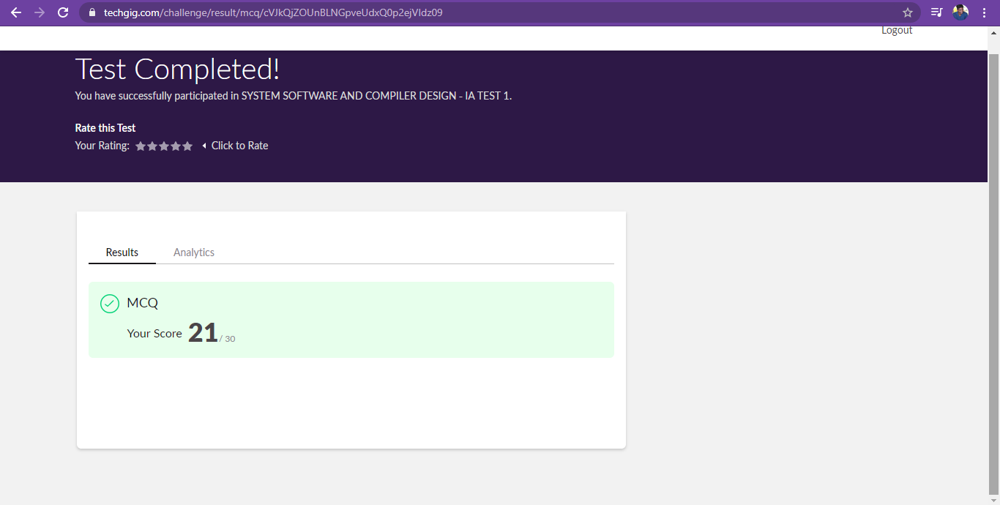 techgig.com/challenge/result/mcq/cVJkQjZOUnBLNGpveUdxQ0p2ejVIdz09
Logout
Test Completed!
You have successfully participated in SYSTEM SOFTWARE AND COMPILER DESIGN - IA TEST 1.
Rate this Test
Your Rating: Click to Rate
Results Analytics
MCQ
Your Score 21/ 30